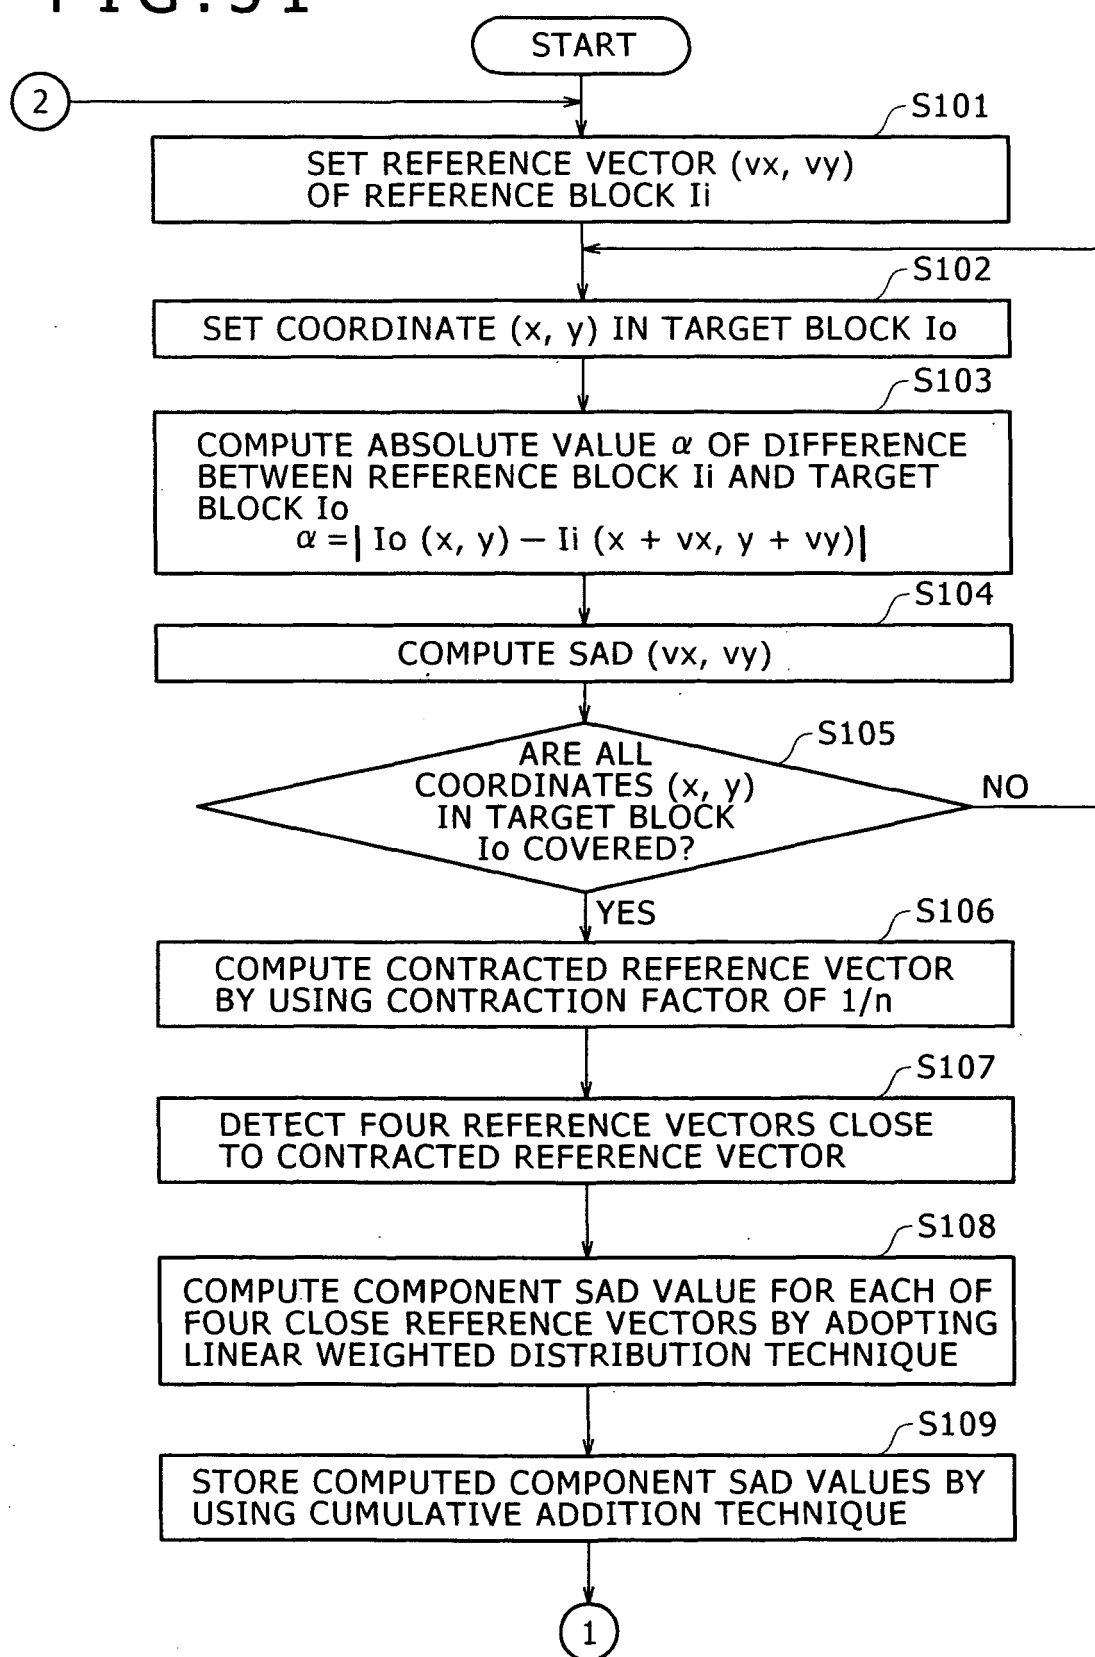 FIG.31
START
2
S101
SET REFERENCE VECTOR (vx, vy)
OF REFERENCE BLOCK Ii
S102
SET COORDINATE (x, y) IN TARGET BLOCK Io
S103
COMPUTE ABSOLUTE VALUE α OF DIFFERENCE
BETWEEN REFERENCE BLOCK Ii AND TARGET
BLOCK Io
α = | Io (x, y) – Ii (x + vx, y + vy)|
S104
COMPUTE SAD (vx, vy)
S105
ARE ALL
COORDINATES (x, y)
IN TARGET BLOCK
Io COVERED?
NO
YES
S106
COMPUTE CONTRACTED REFERENCE VECTOR
BY USING CONTRACTION FACTOR OF 1/n
S107
DETECT FOUR REFERENCE VECTORS CLOSE
TO CONTRACTED REFERENCE VECTOR
S108
COMPUTE COMPONENT SAD VALUE FOR EACH OF
FOUR CLOSE REFERENCE VECTORS BY ADOPTING
LINEAR WEIGHTED DISTRIBUTION TECHNIQUE
S109
STORE COMPUTED COMPONENT SAD VALUES BY
USING CUMULATIVE ADDITION TECHNIQUE
1